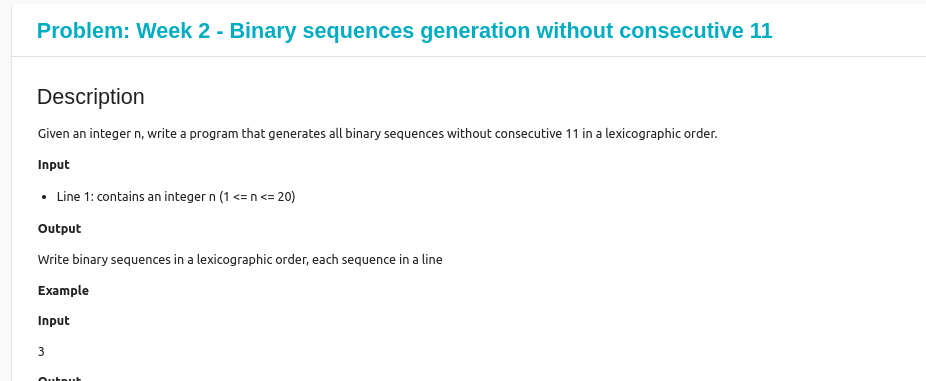 Problem: Week 2 - Binary sequences generation without consecutive 11
Description
Given an integer n, write a program that generates all binary sequences without consecutive 11 in a lexicographic order.
Input
• Line 1: contains an integer n (1 <= n <= 20)
Output
Write binary sequences in a lexicographic order, each sequence in a line
Example
Input
3
Output